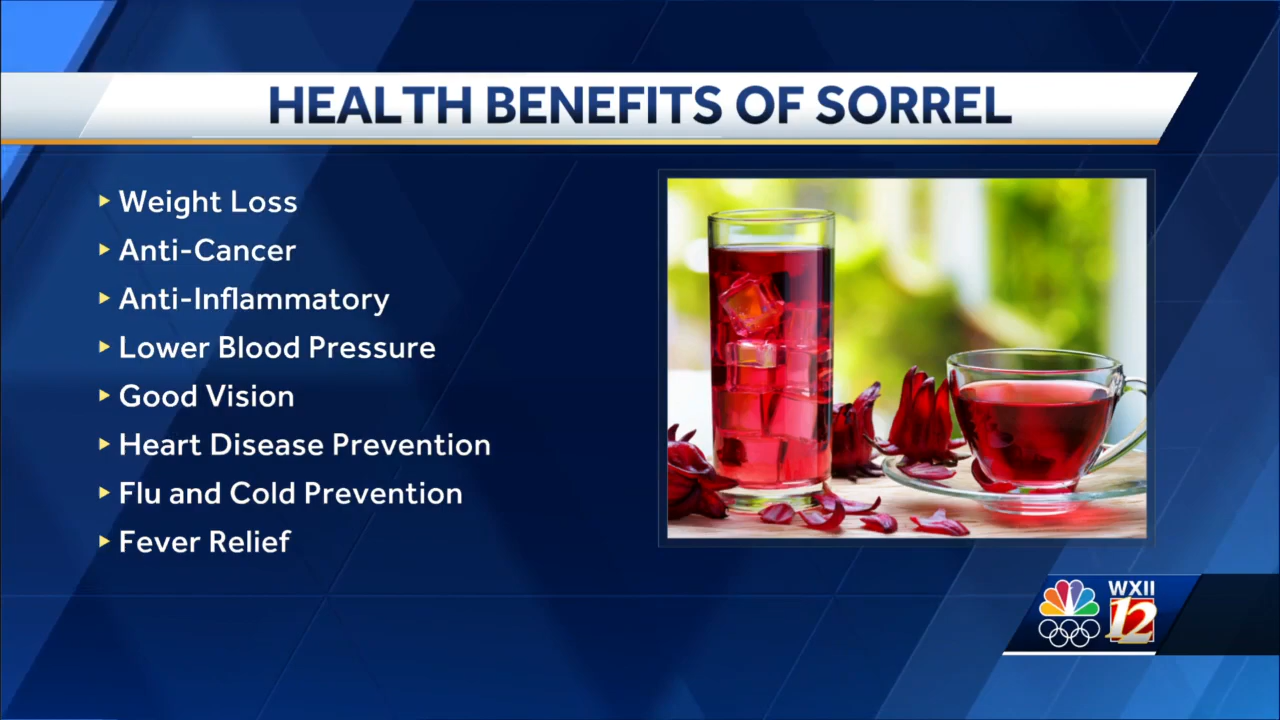 HEALTH BENEFITS OF SORREL
Weight Loss
Anti-Cancer
Anti-Inflammatory
Lower Blood Pressure
Good Vision
Heart Disease Prevention
Flu and Cold Prevention
Fever Relief
WXII
12